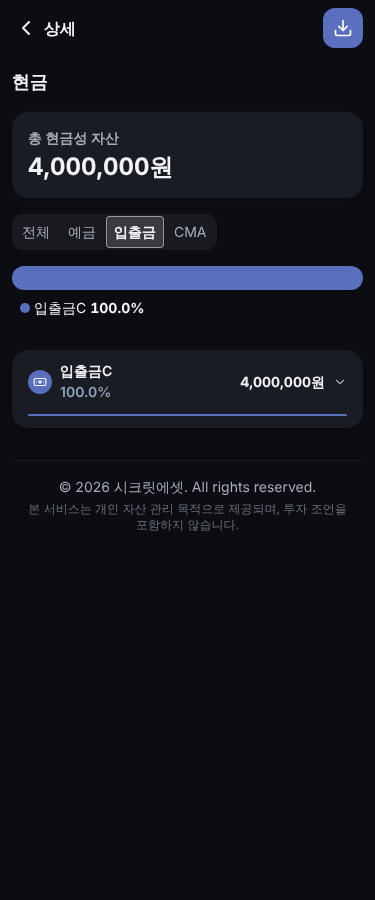 상세
현금
총 현금성 자산
4,000,000원
전체 예금 입출금 CMA
입출금C 100.0%
입출금C
100.0%
4,000,000원
© 2026 시크릿에셋. All rights reserved.
본 서비스는 개인 자산 관리 목적으로 제공되며, 투자 조언을
포함하지 않습니다.